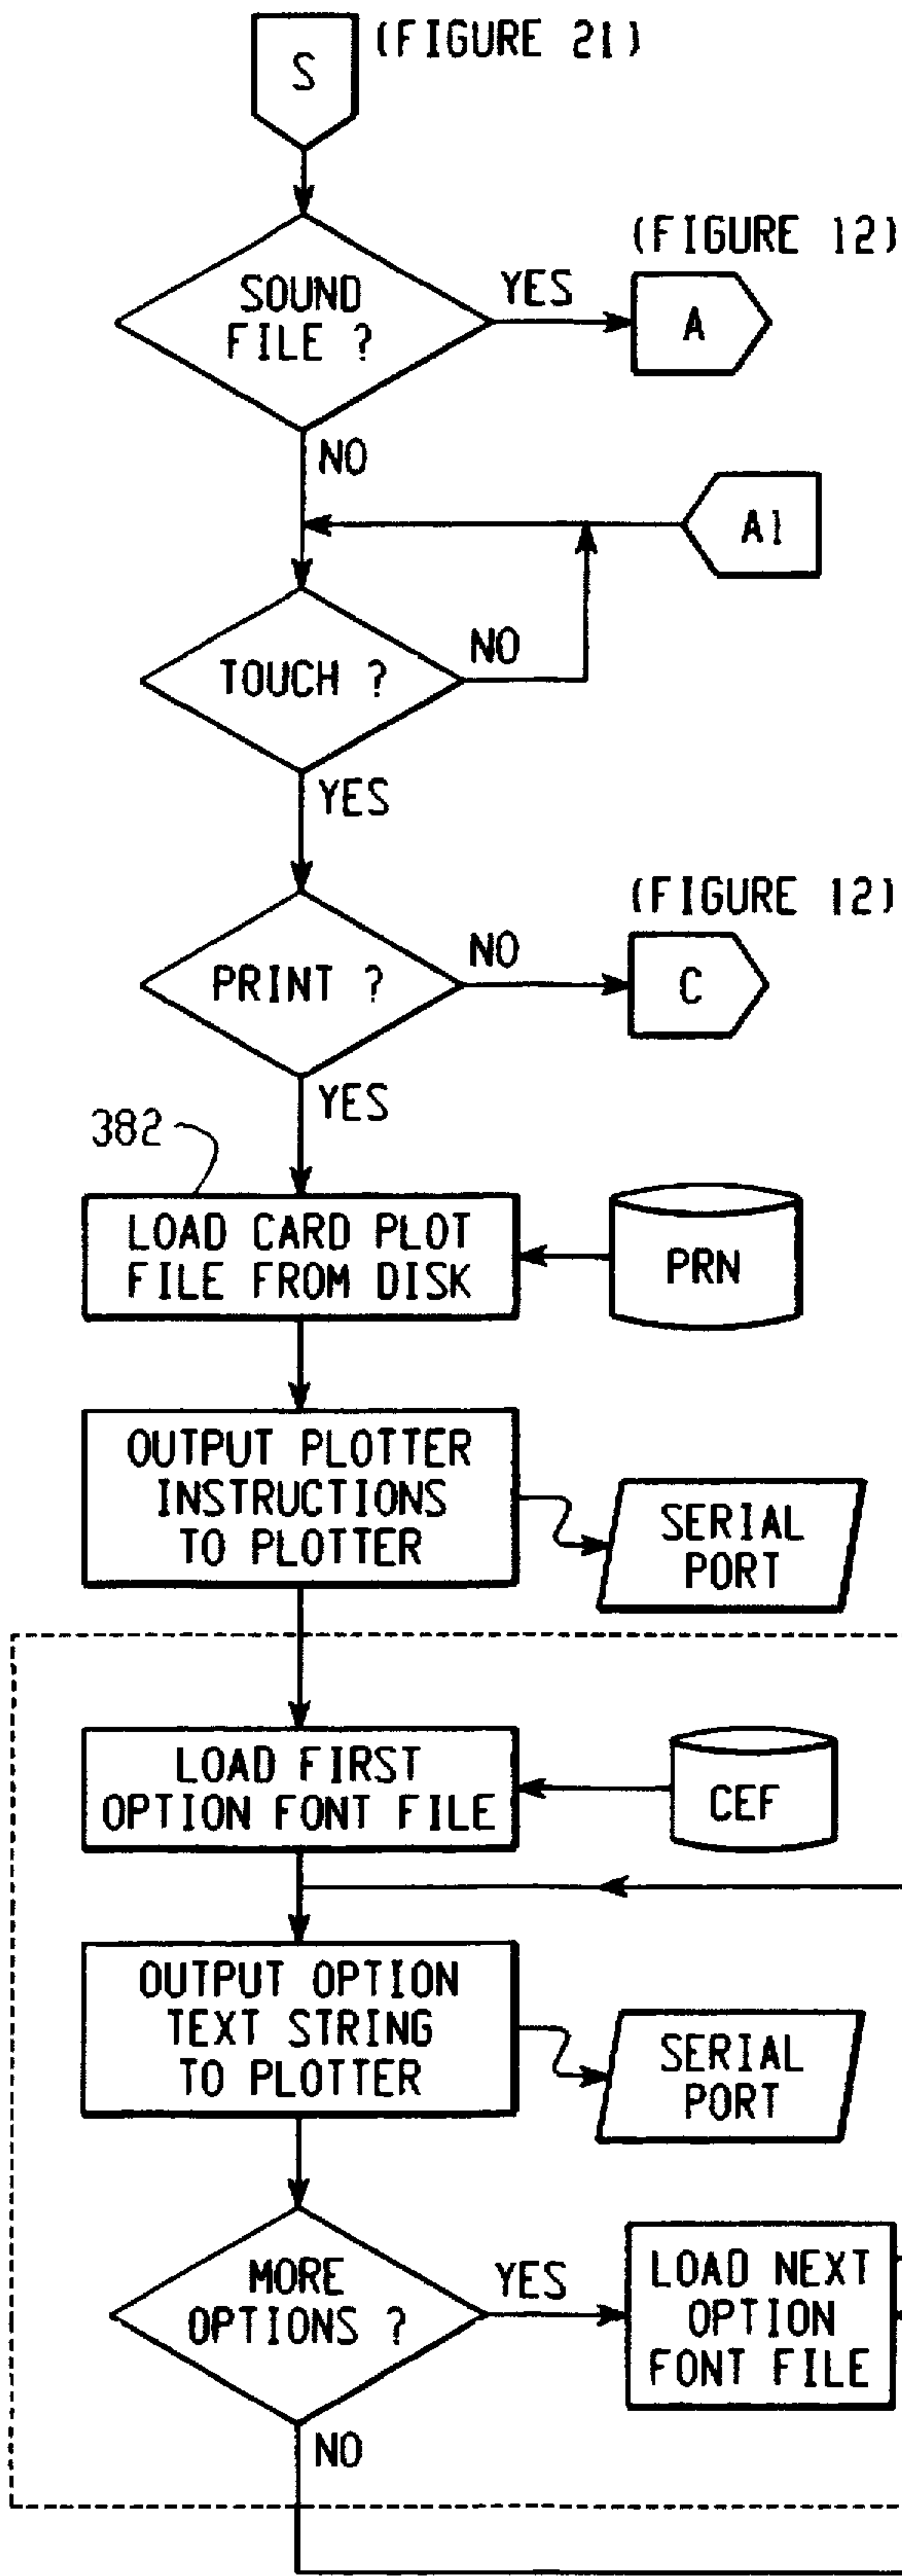 (FIGURE 21)
S
(FIGURE 12)
SOUND
FILE ?
YES
A
NO
A1
TOUCH ?
NO
YES
(FIGURE 12)
PRINT ?
NO
C
YES
382
LOAD CARD PLOT
FILE FROM DISK
PRN
OUTPUT PLOTTER
INSTRUCTIONS
TO PLOTTER
SERIAL
PORT
LOAD FIRST
OPTION FONT FILE
CEF
OUTPUT OPTION
TEXT STRING
TO PLOTTER
SERIAL
PORT
MORE
OPTIONS ?
YES
LOAD NEXT
OPTION
FONT FILE
NO